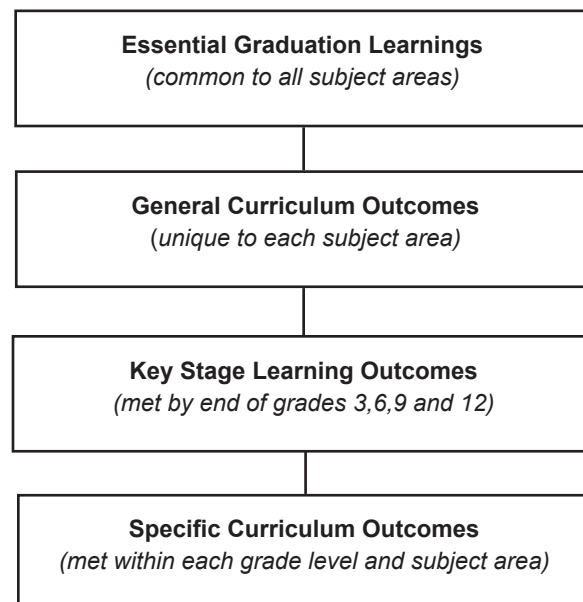 Essential Graduation Learnings
(common to all subject areas)
General Curriculum Outcomes
(unique to each subject area)
Key Stage Learning Outcomes
(met by end of grades 3,6,9 and 12)
Specific Curriculum Outcomes
(met within each grade level and subject area)